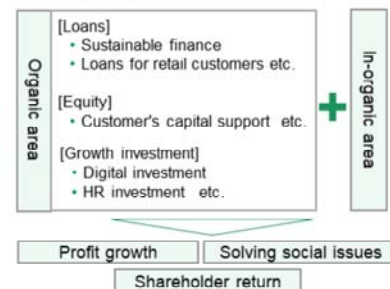 Organic area
[Loans]
• Sustainable finance
• Loans for retail customers etc.
[Equity]
• Customer's capital support etc.
[Growth investment]
• Digital investment
• HR investment etc.
+
In-organic area
Profit growth
Solving social issues
Shareholder return